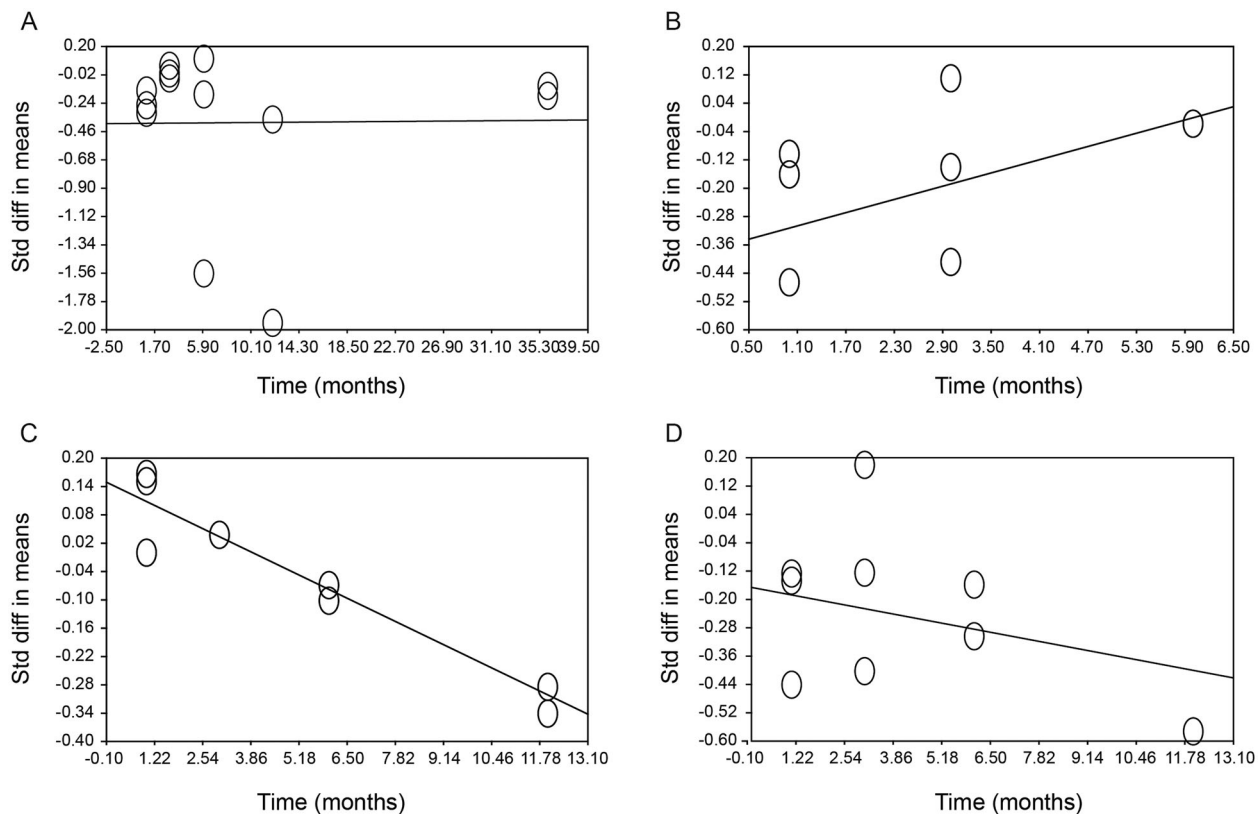 A
Std diff in means
0.20
-0.02
-0.24
-0.46
-0.68
-0.90
-1.12
-1.34
-1.56
-1.78
-2.00
-2.50 1.70 5.90 10.10 14.30 18.50 22.70 26.90 31.10 35.30 39.50
Time (months)
B
Std diff in means
0.20
0.12
0.04
-0.04
-0.12
-0.20
-0.28
-0.36
-0.44
-0.52
-0.60
0.50 1.10 1.70 2.30 2.90 3.50 4.10 4.70 5.30 5.90 6.50
Time (months)
C
Std diff in means
0.20
0.14
0.08
0.02
-0.04
-0.10
-0.16
-0.22
-0.28
-0.34
-0.40
-0.10 1.22 2.54 3.86 5.18 6.50 7.82 9.14 10.46 11.78 13.10
Time (months)
D
Std diff in means
0.20
0.12
0.04
-0.04
-0.12
-0.20
-0.28
-0.36
-0.44
-0.52
-0.60
-0.10 1.22 2.54 3.86 5.18 6.50 7.82 9.14 10.46 11.78 13.10
Time (months)